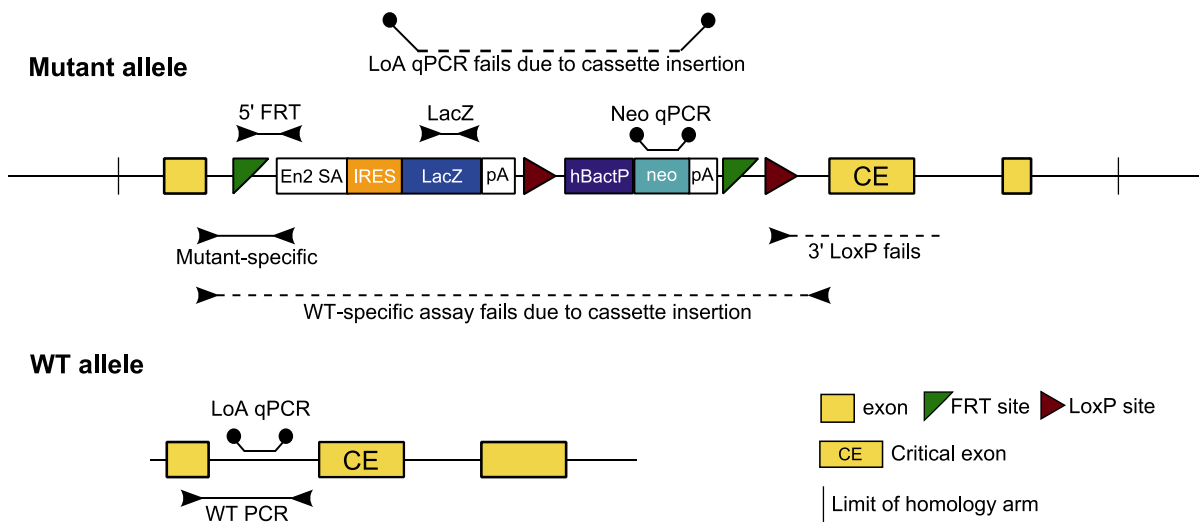 LoA qPCR fails due to cassette insertion
Mutant allele
5' FRT
LacZ
Neo qPCR
En2 SA
IRES
LacZ
pA
hBactP
neo
pA
CE
Mutant-specific
3' LoxP fails
WT-specific assay fails due to cassette insertion
WT allele
LoA qPCR
CE
WT PCR
exon
FRT site
LoxP site
CE
Critical exon
Limit of homology arm